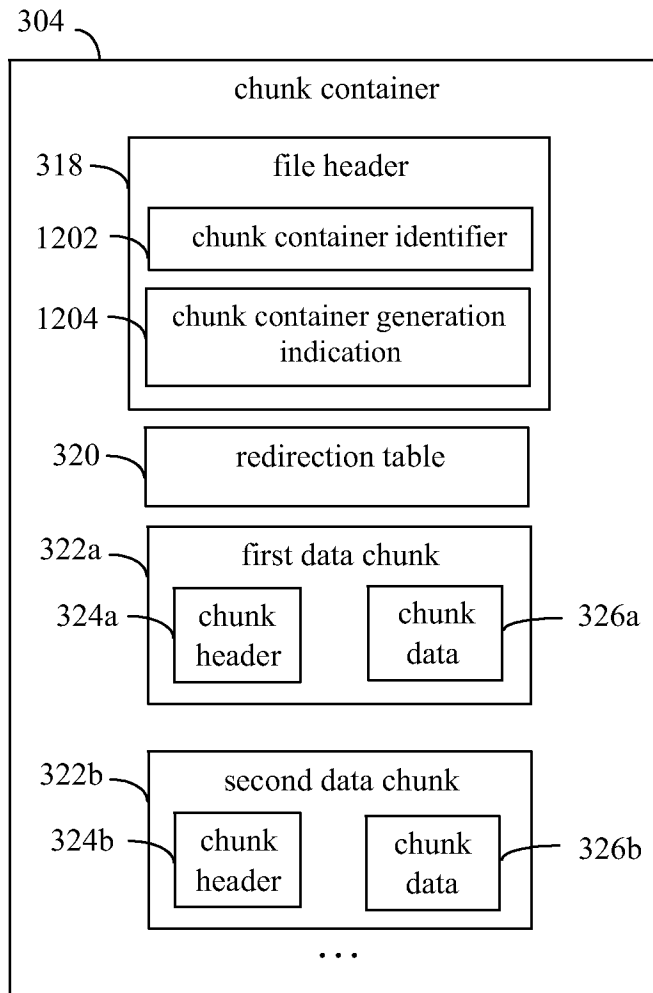 304
chunk container
318
file header
1202
chunk container identifier
1204
chunk container generation
indication
320
redirection table
322a
first data chunk
324a
chunk
header
chunk
data
326a
322b
second data chunk
324b
chunk
header
chunk
data
326b
...